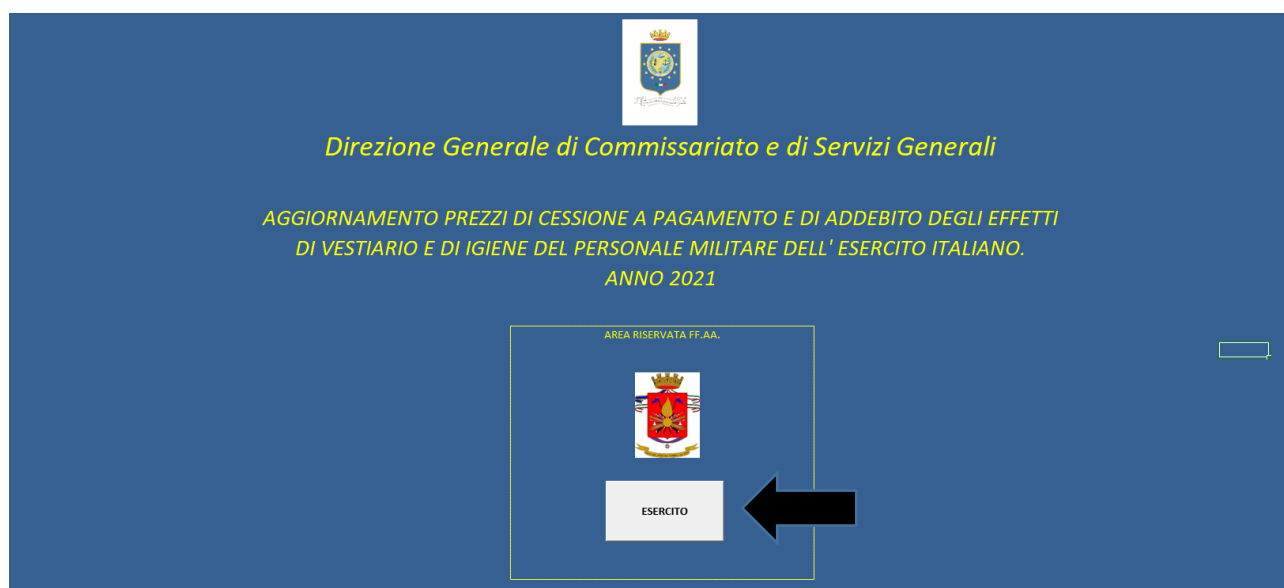 Direzione Generale di Commissariato e di Servizi Generali
AGGIORNAMENTO PREZZI DI CESSIONE A PAGAMENTO E DI ADDEBITO DEGLI EFFETTI
DI VESTIARIO E DI IGIENE DEL PERSONALE MILITARE DELL' ESERCITO ITALIANO.
ANNO 2021
AREA RISERVATA FF.AA.
ESERCITO